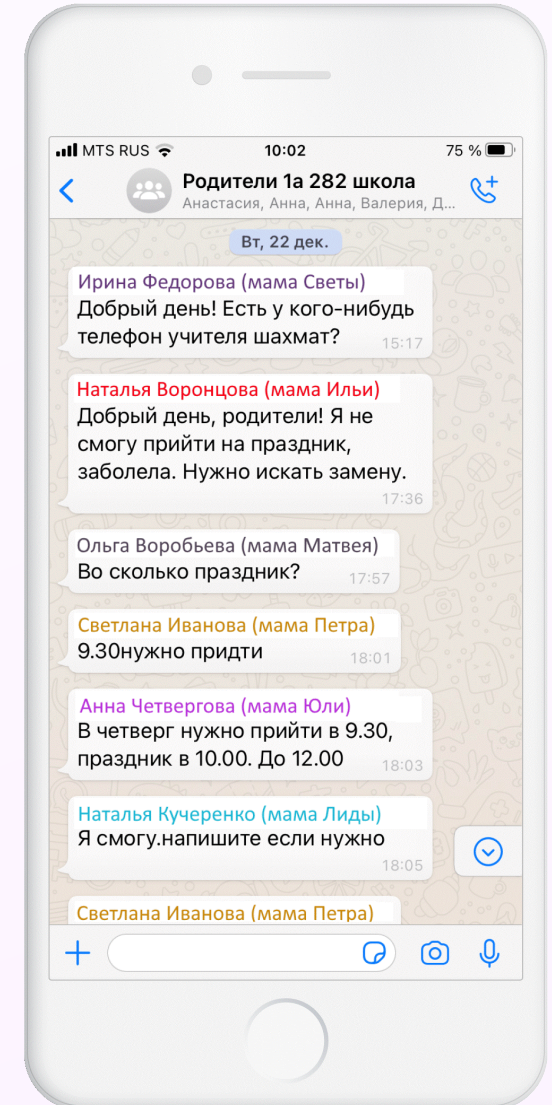 MTS RUS 10:02 75 %
Родители 1а 282 школа
Анастасия, Анна, Анна, Валерия, Д...
Вт, 22 дек.
Ирина Федорова (мама Светы)
Добрый день! Есть у кого-нибудь
телефон учителя шахмат?
15:17
Наталья Воронцова (мама Ильи)
Добрый день, родители! Я не
смогу прийти на праздник,
заболела. Нужно искать замену.
17:36
Ольга Воробьева (мама Матвея)
Во сколько праздник?
17:57
Светлана Иванова (мама Петра)
9.30нужно придти
18:01
Анна Четвергова (мама Юли)
В четверг нужно прийти в 9.30,
праздник в 10.00. До 12.00
18:03
Наталья Кучеренко (мама Лиды)
Я смогу.напишите если нужно
18:05
Светлана Иванова (мама Петра)